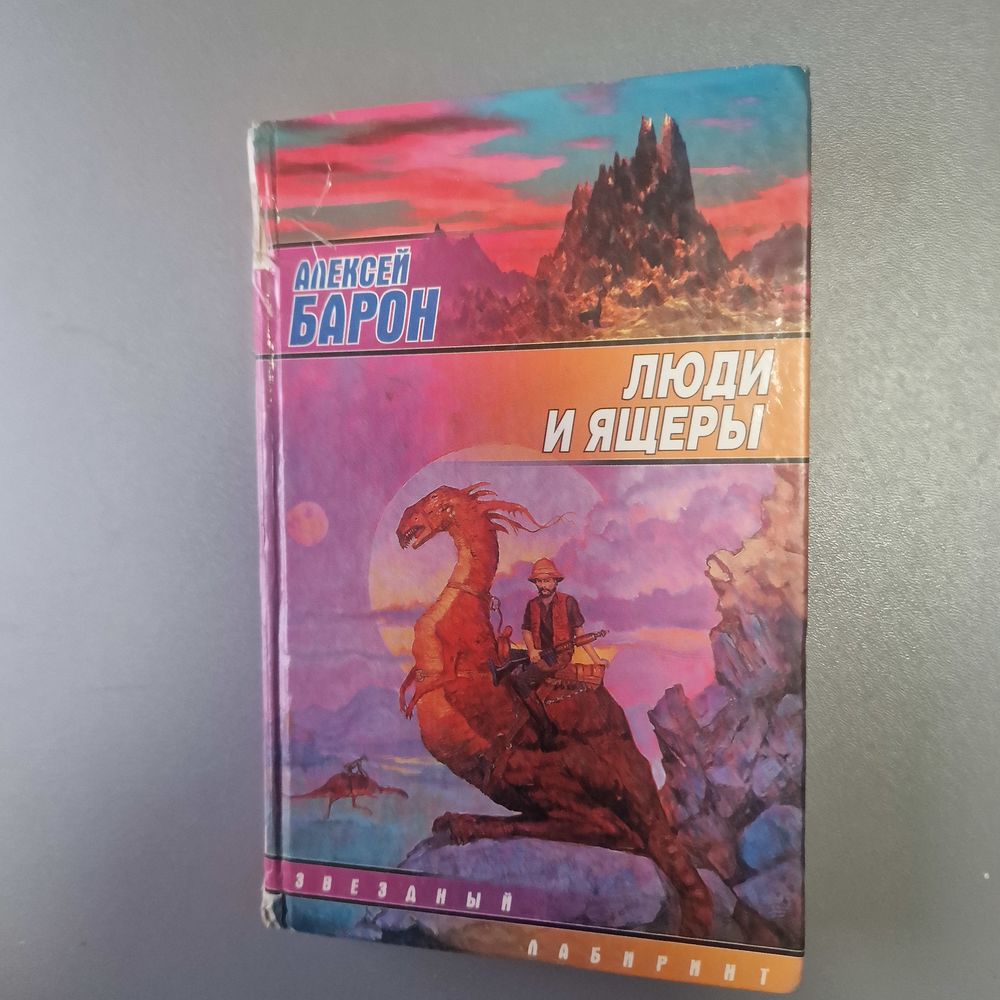 АЛЕКСЕЙ
БАРОН
ЛЮДИ
И ЯЩЕРЫ
ЗВЕЗДНЫЙ
ЛАБИРИНТ